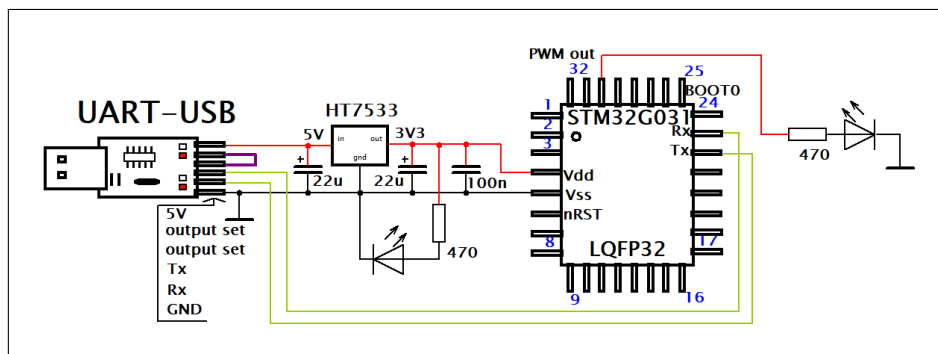 PWM out
32
25
BOOT0
24
UART-USB
HT7533
5V
in
out
3V3
gnd
22u
22u
100n
1
2
3
STM32G031
Rx
Tx
Vdd
Vss
nRST
8
17
LQFP32
9
16
470
470
5V
output set
output set
Tx
Rx
GND
+
+